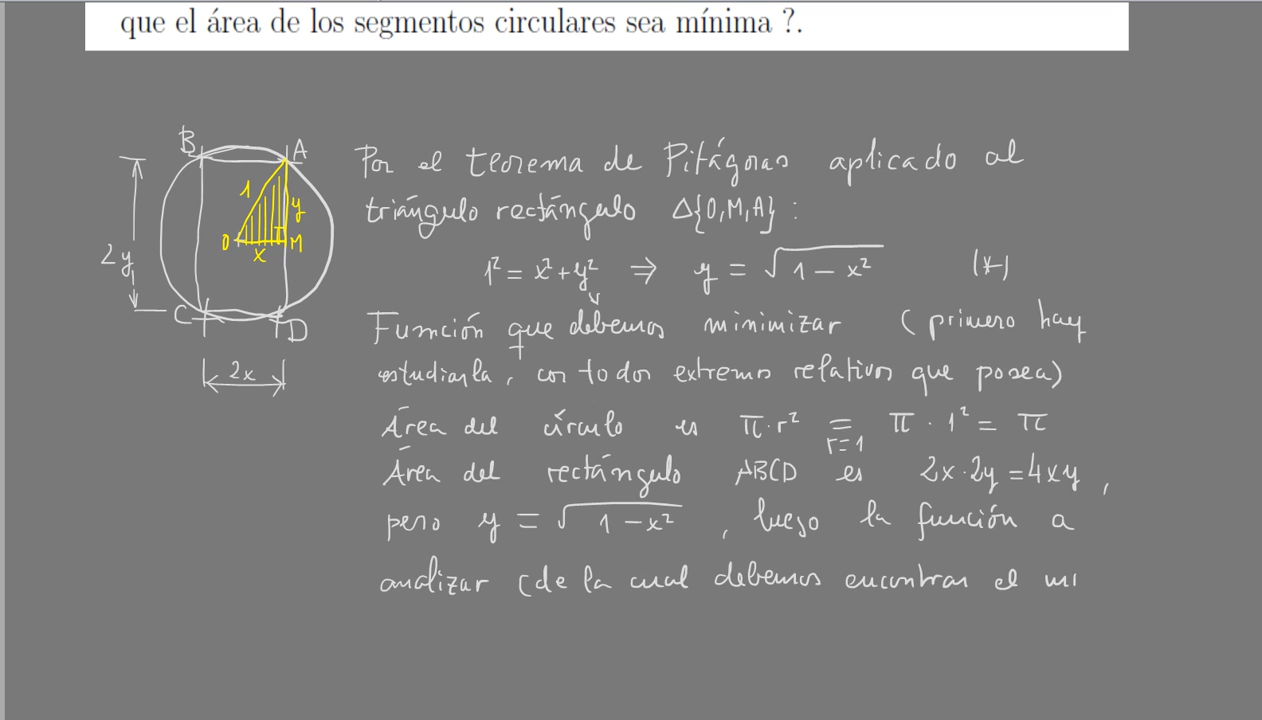 que el área de los segmentos circulares sea mínima ?.
B
A
1
y
O
M
x
2y
C
D
2x
Por el teorema de Pitágoras aplicado al
triángulo rectángulo Δ{O,M,A} :
1² = x² + y² ⇒ y = √(1 − x²) (*)
Función que debemos minimizar ( primero hay
estudiarla, con todos extremos relativos que posea)
Área del círculo es π·r² = π · 1² = π
r=1
Área del rectángulo ABCD es 2x·2y = 4xy ,
pero y = √(1 − x²) , luego la función a
analizar (de la cual debemos encontrar el mi